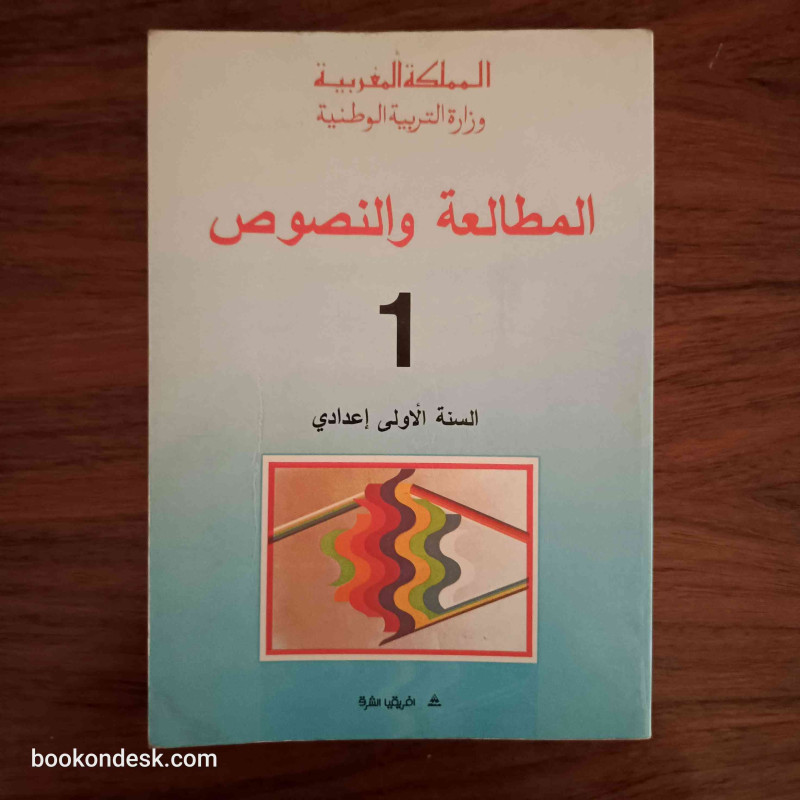 المملكة المغربية
وزارة التربية الوطنية
المطالعة والنصوص
1
السنة الأولى إعدادي
افريقيا الشرق
bookondesk.com